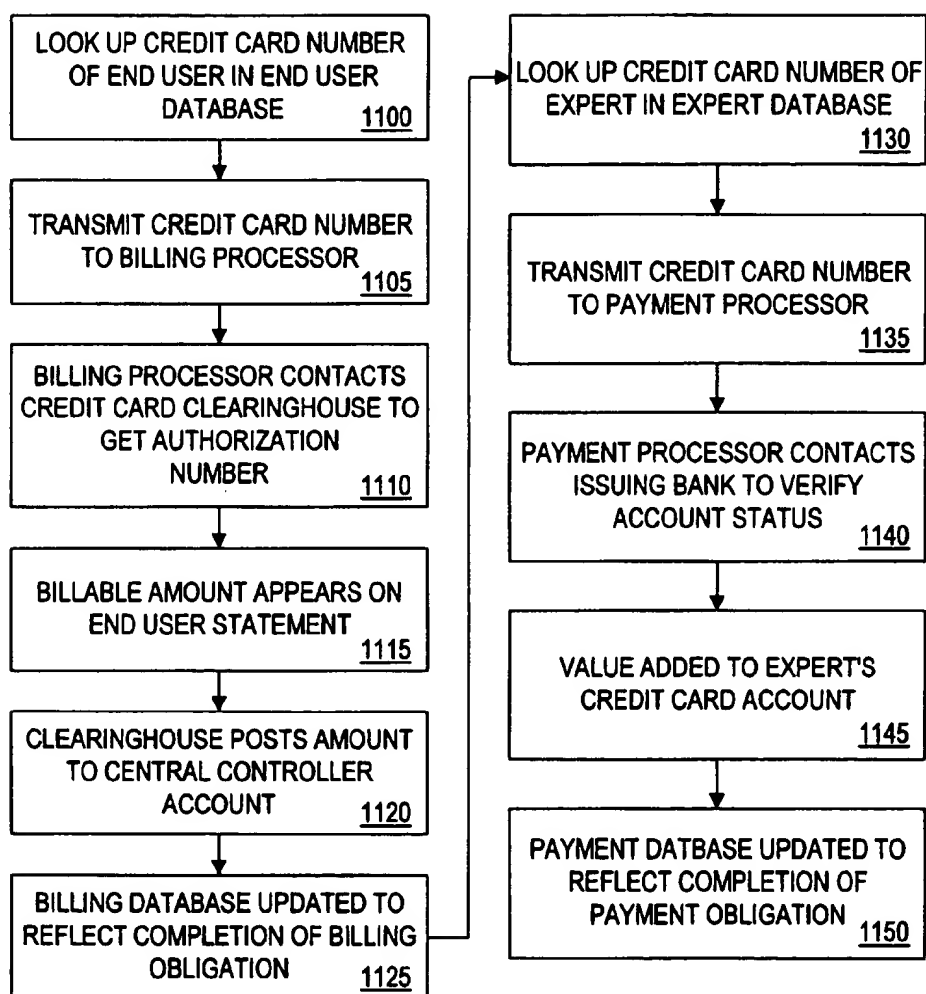 LOOK UP CREDIT CARD NUMBER
OF END USER IN END USER
DATABASE
1100
TRANSMIT CREDIT CARD NUMBER
TO BILLING PROCESSOR
1105
BILLING PROCESSOR CONTACTS
CREDIT CARD CLEARINGHOUSE TO
GET AUTHORIZATION
NUMBER
1110
BILLABLE AMOUNT APPEARS ON
END USER STATEMENT
1115
CLEARINGHOUSE POSTS AMOUNT
TO CENTRAL CONTROLLER
ACCOUNT
1120
BILLING DATABASE UPDATED TO
REFLECT COMPLETION OF BILLING
OBLIGATION
1125
LOOK UP CREDIT CARD NUMBER OF
EXPERT IN EXPERT DATABASE
1130
TRANSMIT CREDIT CARD NUMBER
TO PAYMENT PROCESSOR
1135
PAYMENT PROCESSOR CONTACTS
ISSUING BANK TO VERIFY
ACCOUNT STATUS
1140
VALUE ADDED TO EXPERT'S
CREDIT CARD ACCOUNT
1145
PAYMENT DATBASE UPDATED TO
REFLECT COMPLETION OF
PAYMENT OBLIGATION
1150